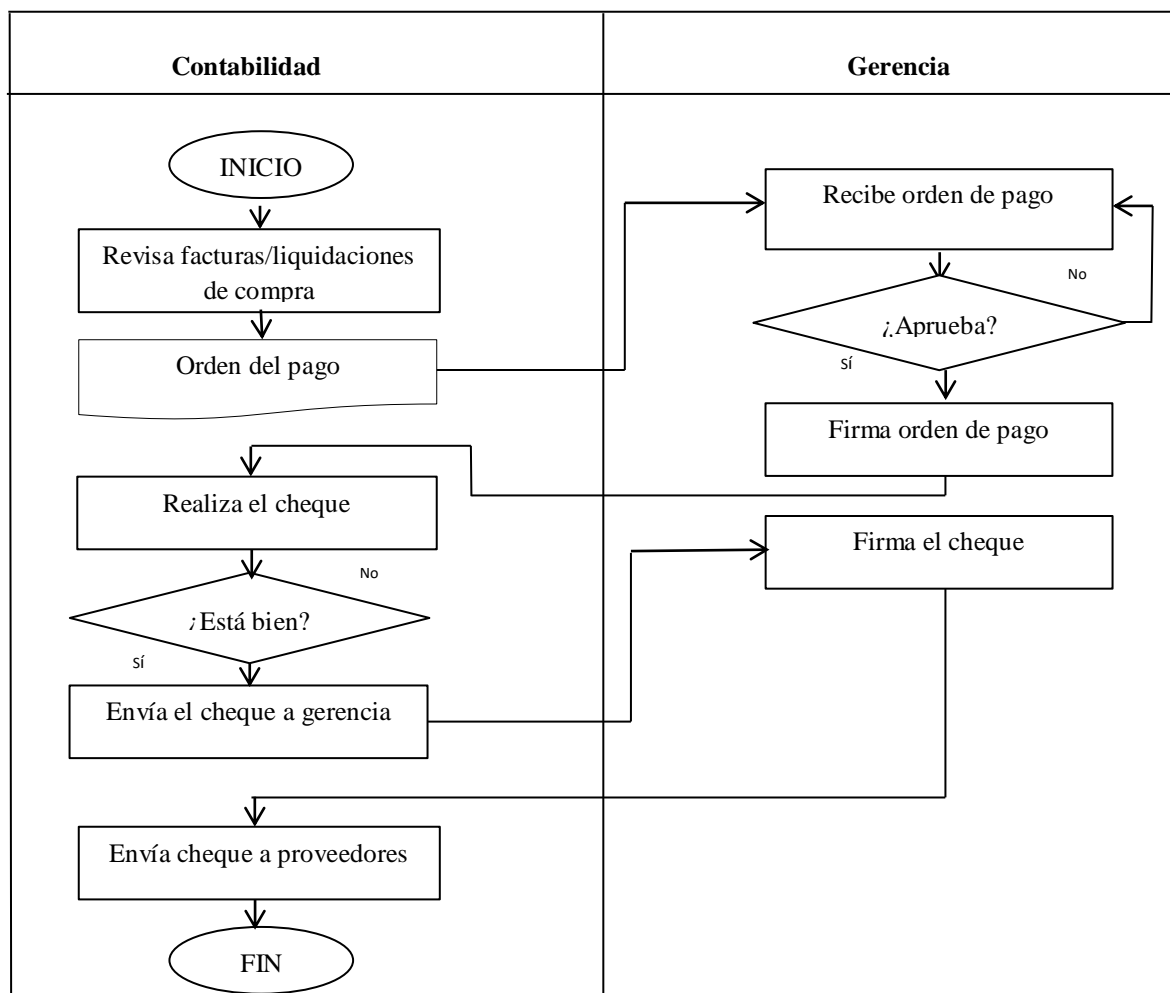 Contabilidad
Gerencia
INICIO
Revisa facturas/liquidaciones
de compra
Orden del pago
Recibe orden de pago
No
¿Aprueba?
Sí
Firma orden de pago
Realiza el cheque
No
¿Está bien?
Sí
Envía el cheque a gerencia
Firma el cheque
Envía cheque a proveedores
FIN